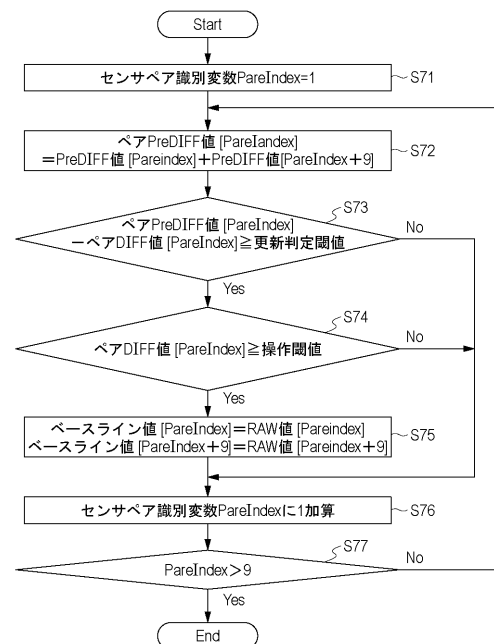 Start
センサペア識別変数PareIndex=1
S71
ペアPreDIFF値 [PareIandex]
=PreDIFF値 [Pareindex]+PreDIFF値[PareIndex+9]
S72
S73
ペアPreDIFF値 [PareIndex]
ーペアDIFF値 [PareIndex]≧更新判定閾値
No
Yes
S74
ペアDIFF値 [PareIndex]≧操作閾値
No
Yes
ベースライン値 [PareIndex]=RAW値 [Pareindex]
ベースライン値 [PareIndex+9]=RAW値 [Pareindex+9]
S75
センサペア識別変数PareIndexに1加算
S76
S77
PareIndex>9
No
Yes
End